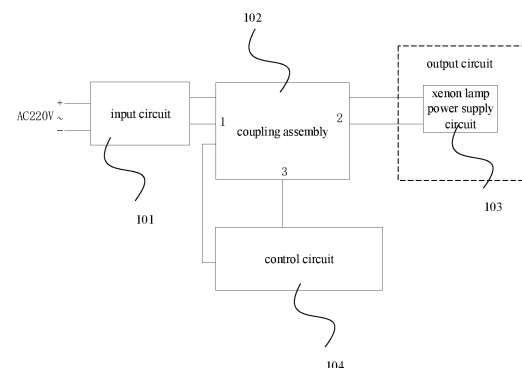 102
output circuit
AC220V
+
~
−
input circuit
1
coupling assembly
2
xenon lamp
power supply
circuit
3
103
101
control circuit
104